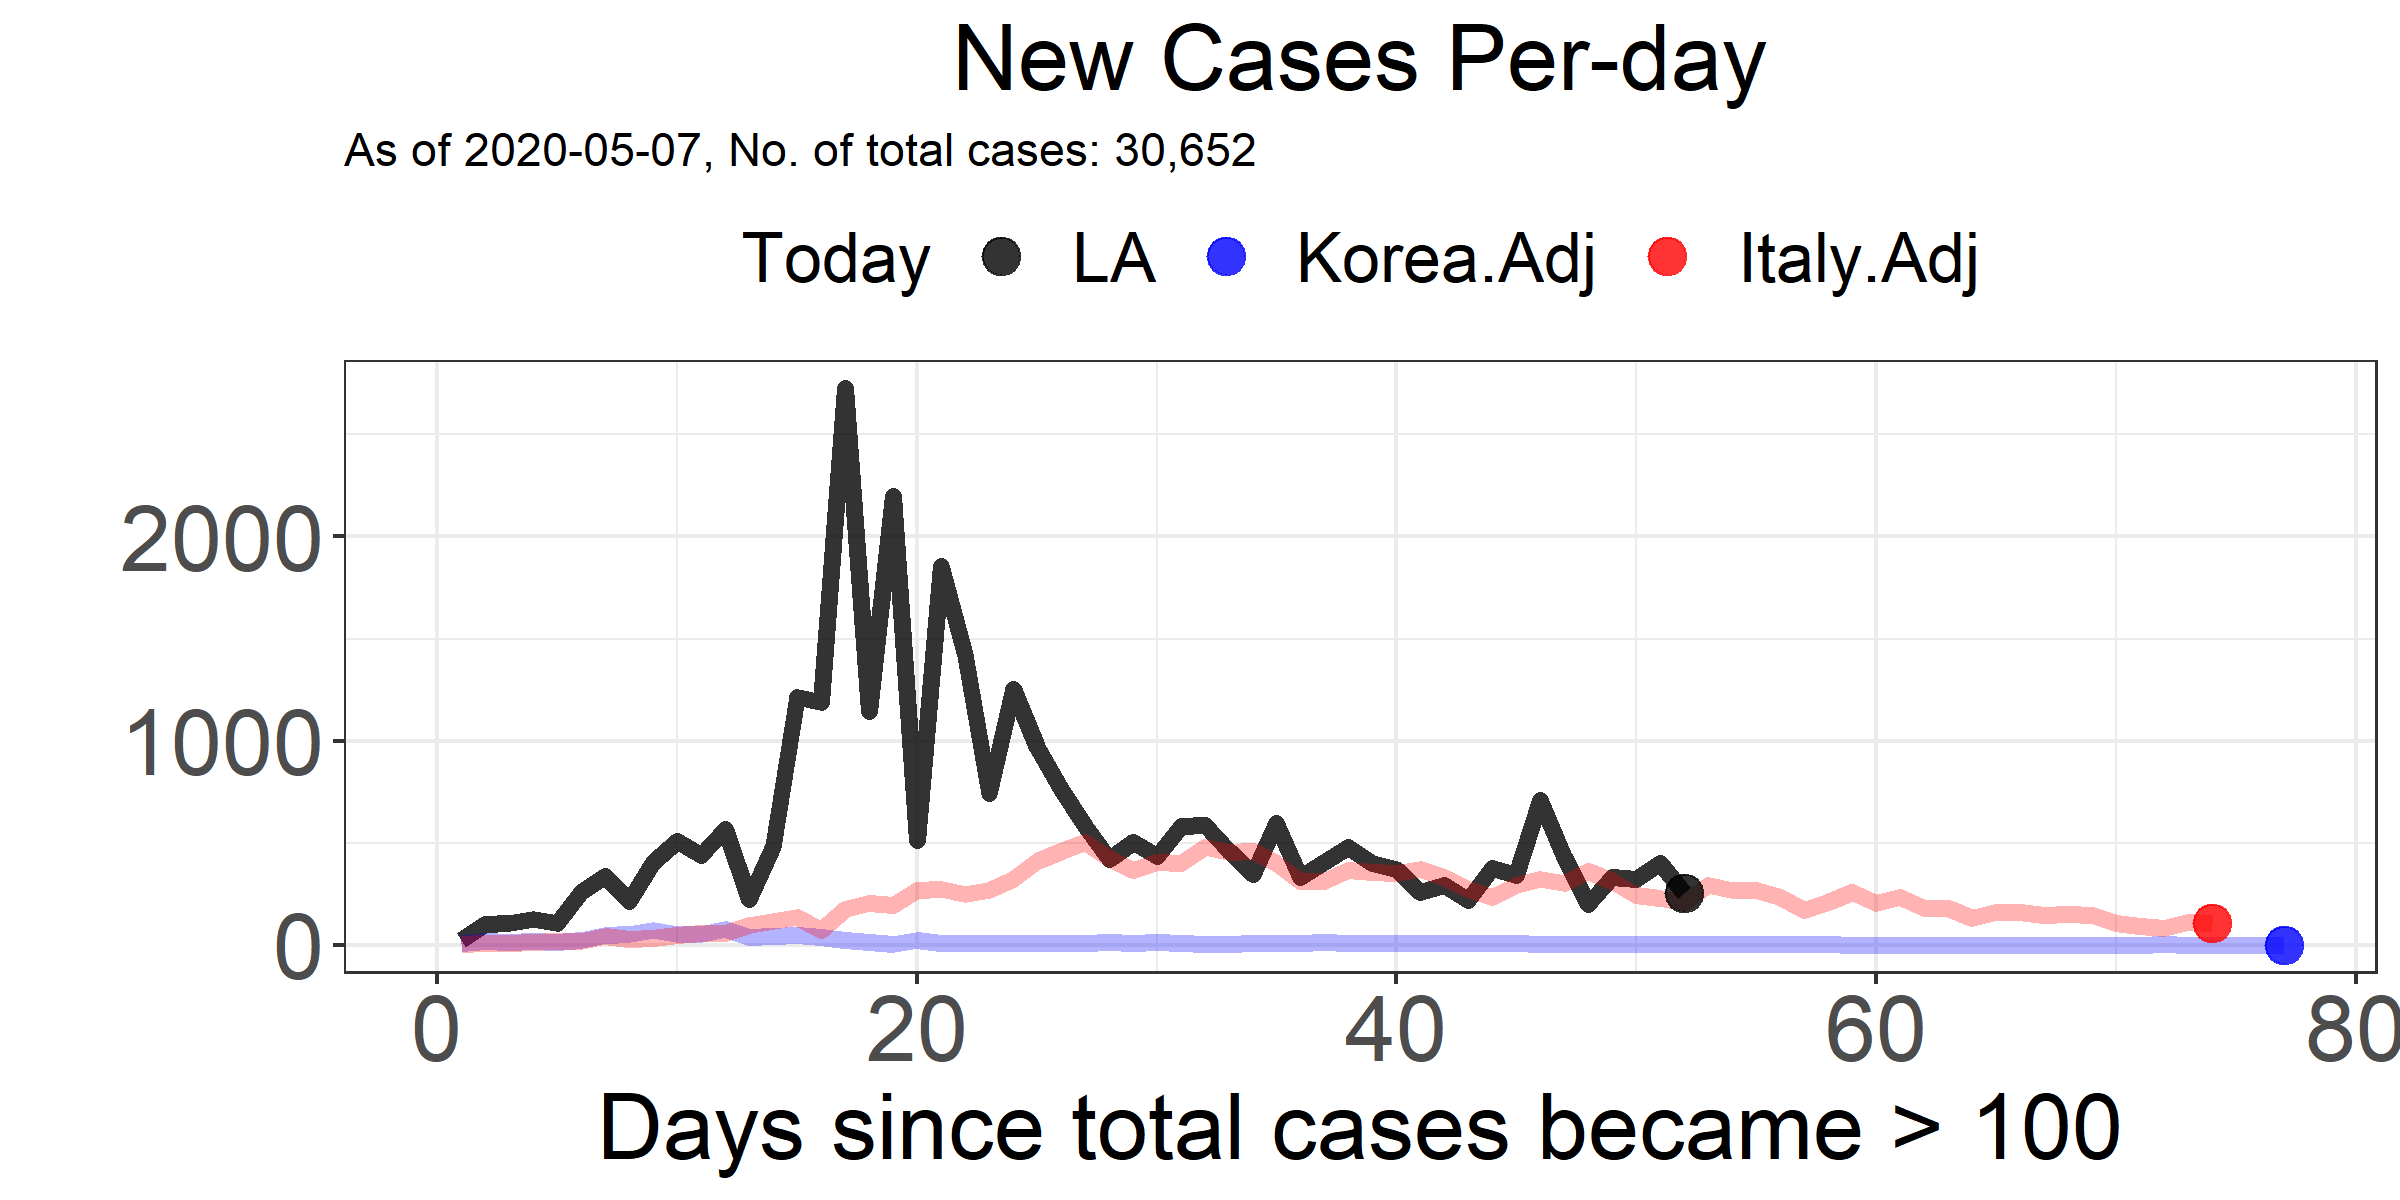 New Cases Per-day
As of 2020-05-07, No. of total cases: 30,652
Today LA Korea.Adj Italy.Adj
2000
1000
0
0 20 40 60 80
Days since total cases became > 100